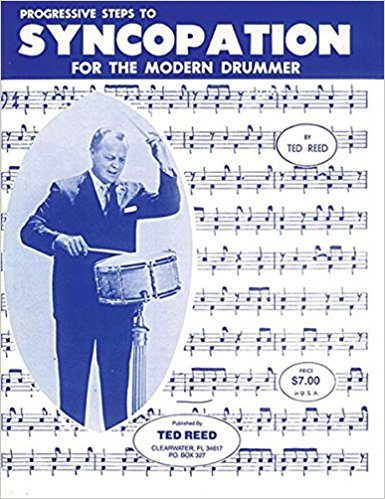 PROGRESSIVE STEPS TO
SYNCOPATION
FOR THE MODERN DRUMMER
BY
TED REED
PRICE
$7.00
in U. S. A.
Published By
TED REED
CLEARWATER, FL 34617
P.O. BOX 327